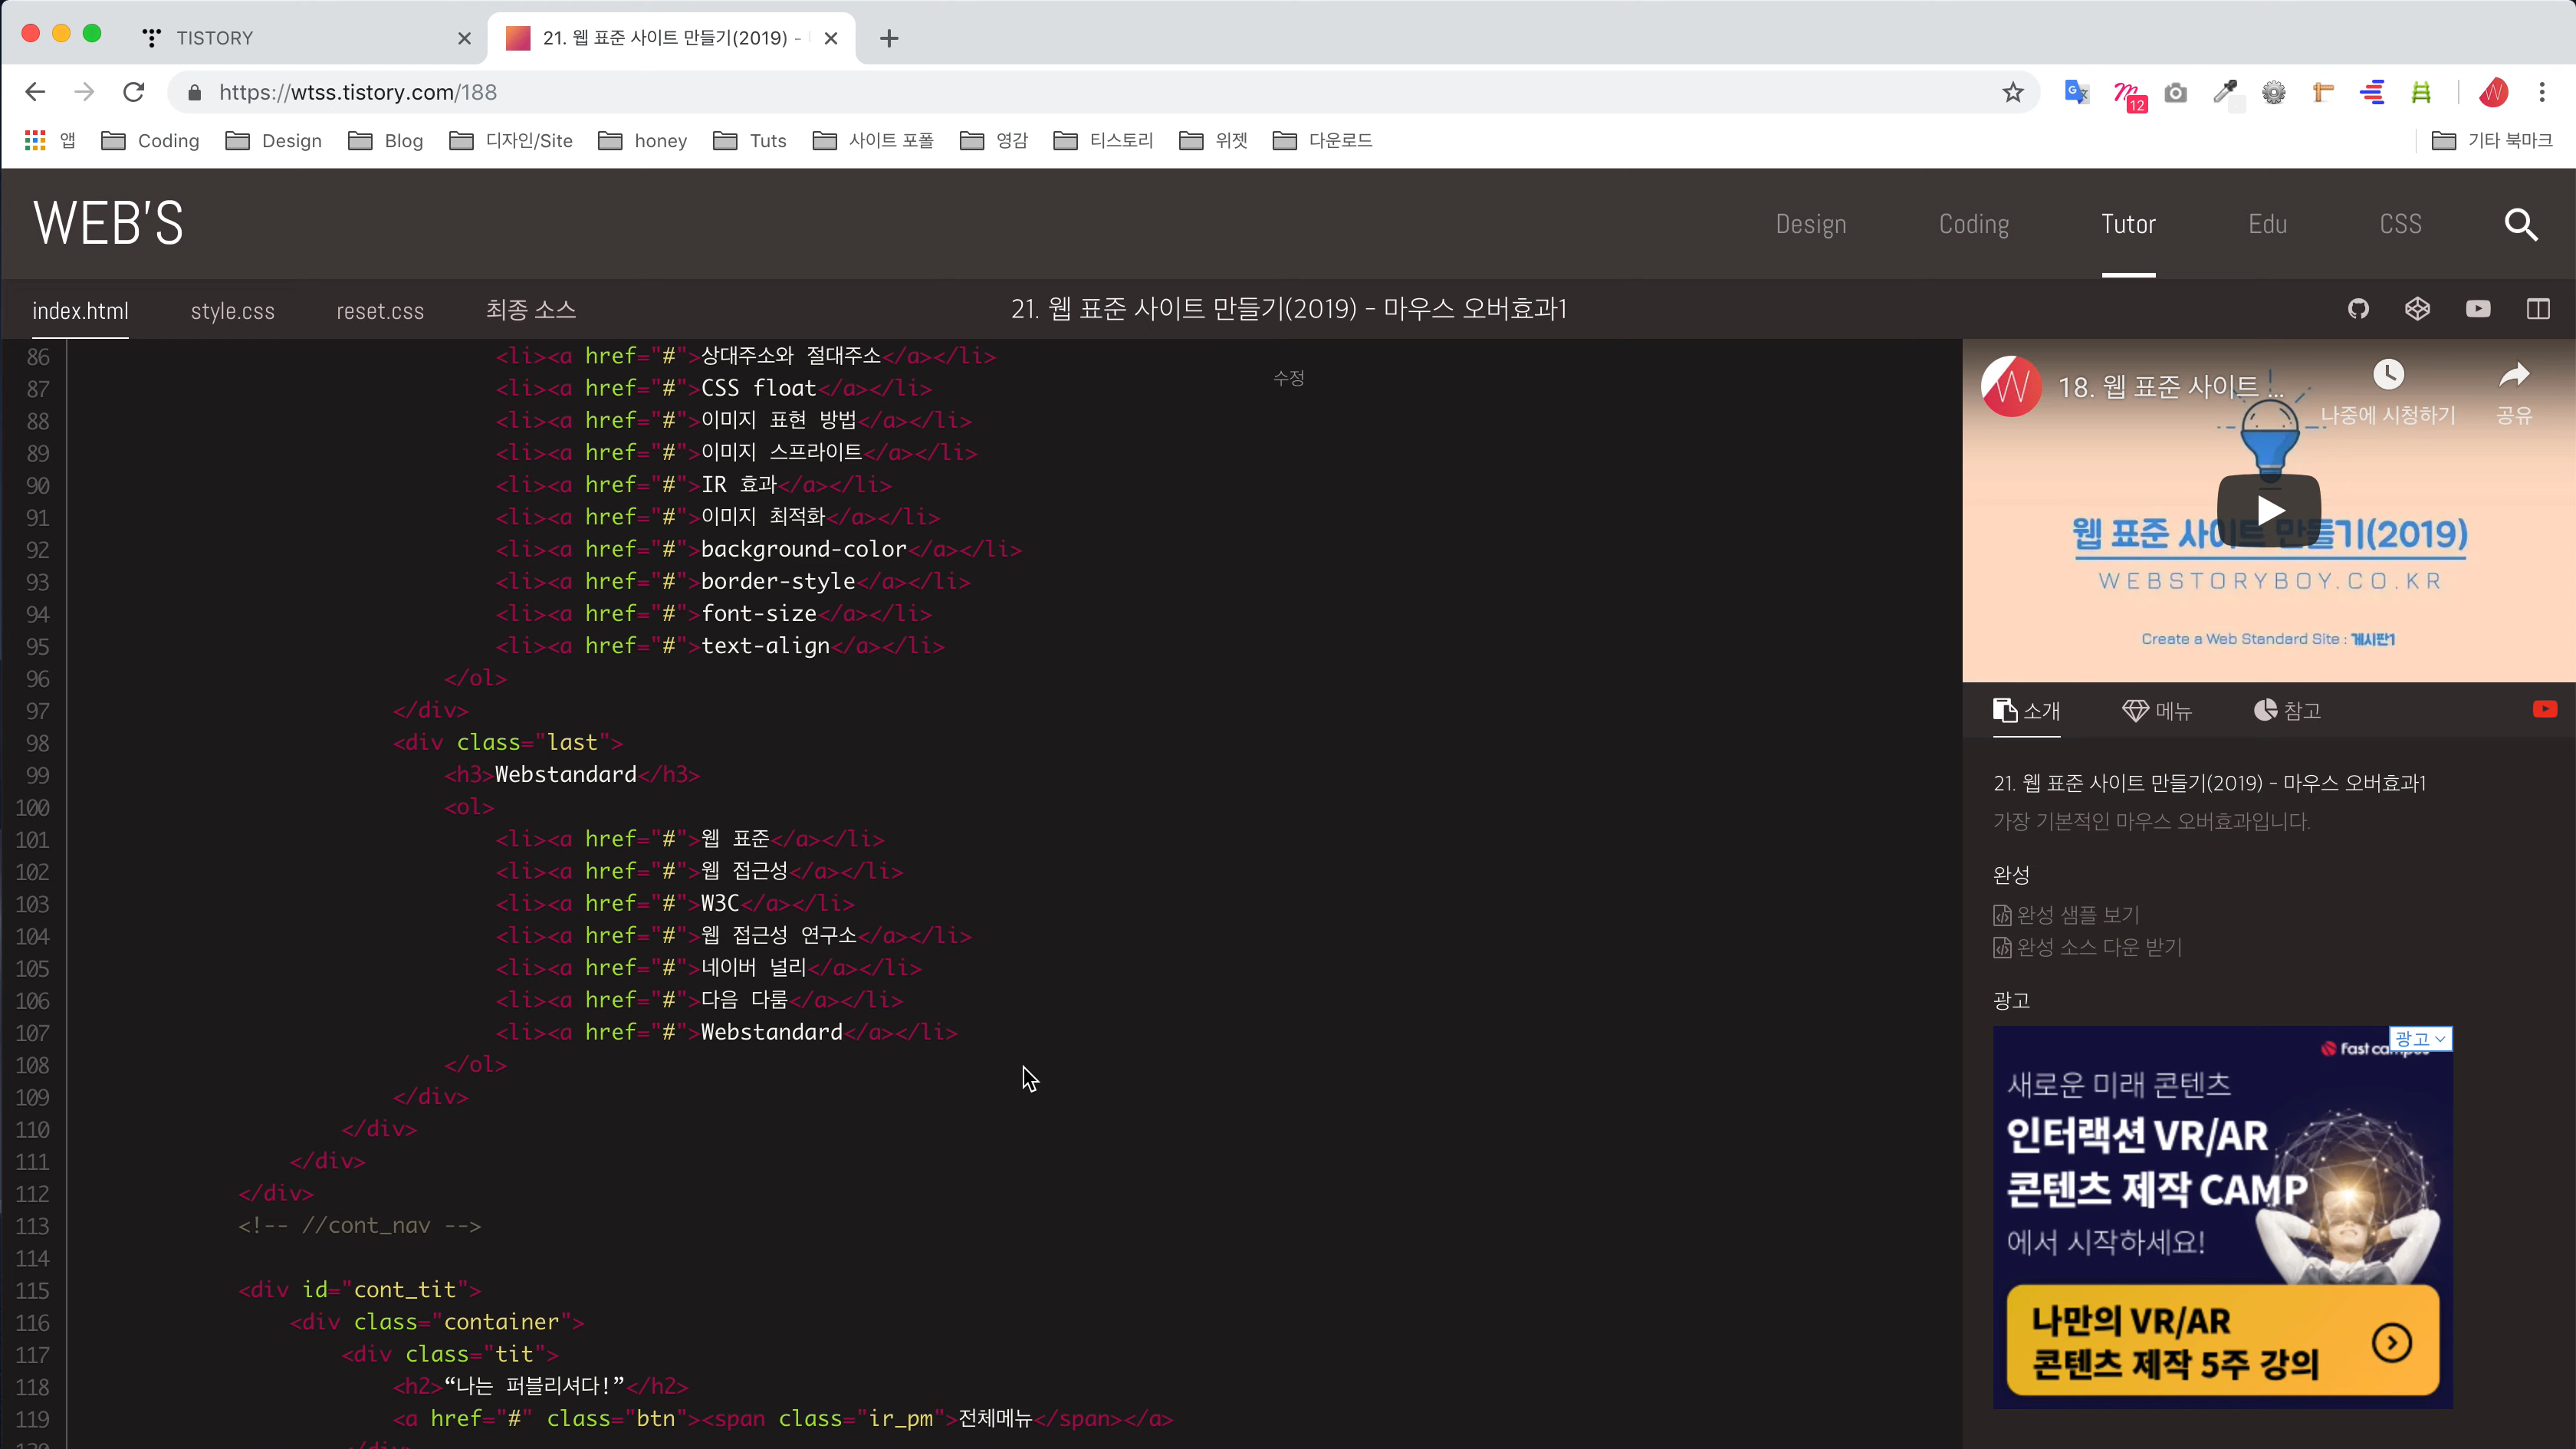 TISTORY
21. 웹 표준 사이트 만들기(2019) -
https://wtss.tistory.com/188
12
앱 Coding Design Blog 디자인/Site honey Tuts 사이트 포폴 영감 티스토리 위젯 다운로드 기타 북마크
WEB'S Design Coding Tutor Edu CSS
index.html style.css reset.css 최종 소스 21. 웹 표준 사이트 만들기(2019) - 마우스 오버효과1
수정
86 <li><a href="#">상대주소와 절대주소</a></li>
87 <li><a href="#">CSS float</a></li>
88 <li><a href="#">이미지 표현 방법</a></li>
89 <li><a href="#">이미지 스프라이트</a></li>
90 <li><a href="#">IR 효과</a></li>
91 <li><a href="#">이미지 최적화</a></li>
92 <li><a href="#">background-color</a></li>
93 <li><a href="#">border-style</a></li>
94 <li><a href="#">font-size</a></li>
95 <li><a href="#">text-align</a></li>
96 </ol>
97 </div>
98 <div class="last">
99 <h3>Webstandard</h3>
100 <ol>
101 <li><a href="#">웹 표준</a></li>
102 <li><a href="#">웹 접근성</a></li>
103 <li><a href="#">W3C</a></li>
104 <li><a href="#">웹 접근성 연구소</a></li>
105 <li><a href="#">네이버 널리</a></li>
106 <li><a href="#">다음 다룸</a></li>
107 <li><a href="#">Webstandard</a></li>
108 </ol>
109 </div>
110 </div>
111 </div>
112 </div>
113 <!-- //cont_nav -->
114
115 <div id="cont_tit">
116 <div class="container">
117 <div class="tit">
118 <h2>“나는 퍼블리셔다!”</h2>
119 <a href="#" class="btn"><span class="ir_pm">전체메뉴</span></a>
18. 웹 표준 사이트 ...
나중에 시청하기 공유
웹 표준 사이트 만들기(2019)
WEBSTORYBOY.CO.KR
Create a Web Standard Site : 게시판1
소개 메뉴 참고
21. 웹 표준 사이트 만들기(2019) - 마우스 오버효과1
가장 기본적인 마우스 오버효과입니다.
완성
완성 샘플 보기
완성 소스 다운 받기
광고
광고
새로운 미래 콘텐츠
인터랙션 VR/AR
콘텐츠 제작 CAMP
에서 시작하세요!
나만의 VR/AR
콘텐츠 제작 5주 강의